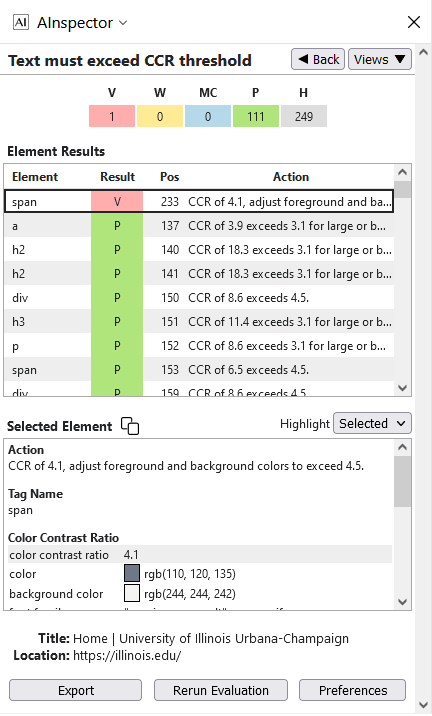 AI AInspector
Text must exceed CCR threshold ◀ Back Views ▼
V W MC P H
1 0 0 111 249
Element Results
Element Result Pos Action
span V 233 CCR of 4.1, adjust foreground and ba...
a P 137 CCR of 3.9 exceeds 3.1 for large or b...
h2 P 140 CCR of 18.3 exceeds 3.1 for large or b...
h2 P 141 CCR of 18.3 exceeds 3.1 for large or b...
div P 150 CCR of 8.6 exceeds 4.5.
h3 P 151 CCR of 11.4 exceeds 3.1 for large or b...
p P 152 CCR of 8.6 exceeds 3.1 for large or b...
span P 153 CCR of 6.5 exceeds 4.5.
div P 159 CCR of 8.6 exceeds 4.5.
Selected Element Highlight Selected
Action
CCR of 4.1, adjust foreground and background colors to exceed 4.5.
Tag Name
span
Color Contrast Ratio
color contrast ratio 4.1
color rgb(110, 120, 135)
background color rgb(244, 244, 242)
Title: Home | University of Illinois Urbana-Champaign
Location: https://illinois.edu/
Export Rerun Evaluation Preferences